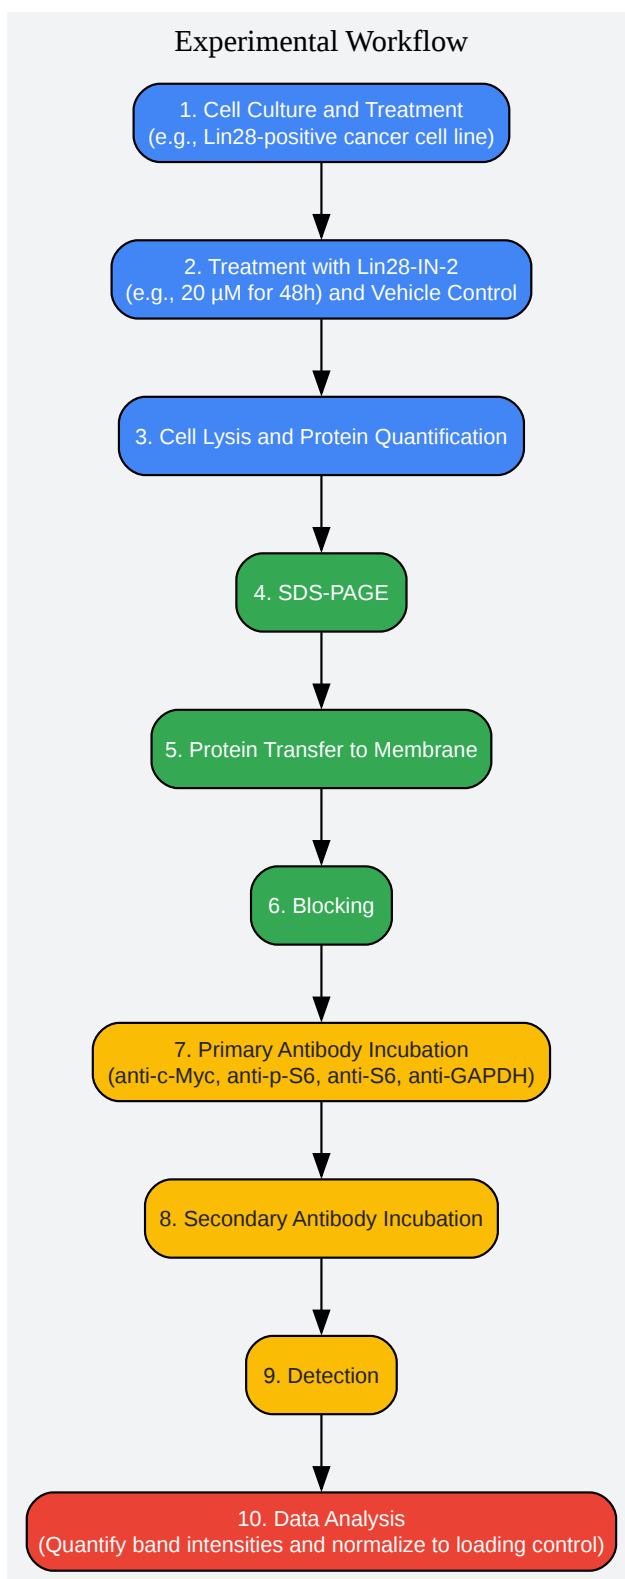 Experimental Workflow
1. Cell Culture and Treatment
(e.g., Lin28-positive cancer cell line)
2. Treatment with Lin28-IN-2
(e.g., 20 µM for 48h) and Vehicle Control
3. Cell Lysis and Protein Quantification
4. SDS-PAGE
5. Protein Transfer to Membrane
6. Blocking
7. Primary Antibody Incubation
(anti-c-Myc, anti-p-S6, anti-S6, anti-GAPDH)
8. Secondary Antibody Incubation
9. Detection
10. Data Analysis
(Quantify band intensities and normalize to loading control)